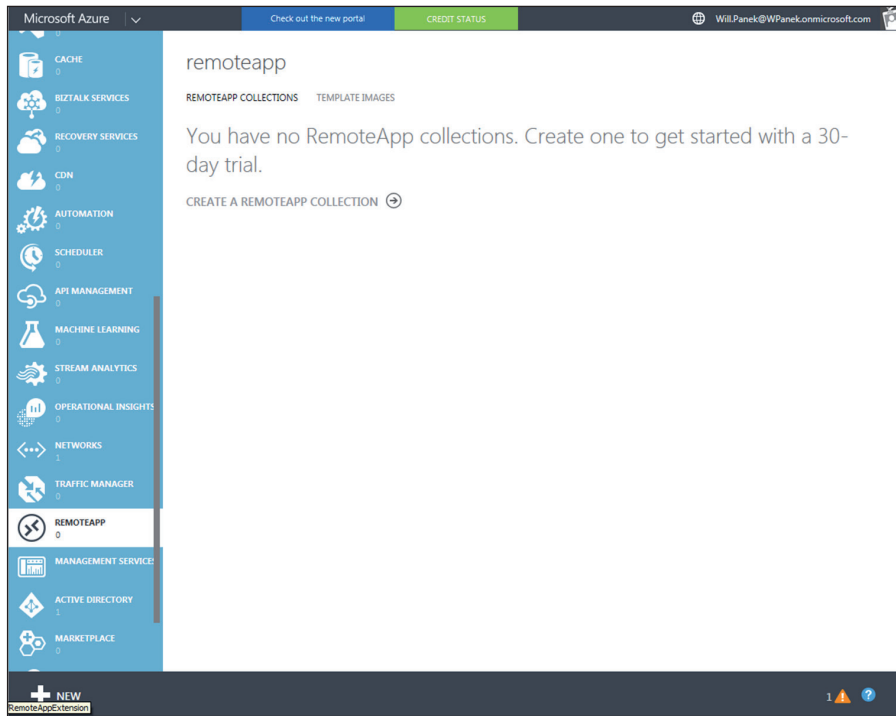 Microsoft Azure
Check out the new portal
CREDIT STATUS
Will.Panek@WPanek.onmicrosoft.com
0
CACHE
0
BIZTALK SERVICES
0
RECOVERY SERVICES
0
CDN
0
AUTOMATION
0
SCHEDULER
0
API MANAGEMENT
0
MACHINE LEARNING
0
STREAM ANALYTICS
0
OPERATIONAL INSIGHTS
0
NETWORKS
1
TRAFFIC MANAGER
0
REMOTEAPP
0
MANAGEMENT SERVICES
ACTIVE DIRECTORY
1
MARKETPLACE
0
remoteapp
REMOTEAPP COLLECTIONS TEMPLATE IMAGES
You have no RemoteApp collections. Create one to get started with a 30-
day trial.
CREATE A REMOTEAPP COLLECTION
NEW
RemoteAppExtension
1
?